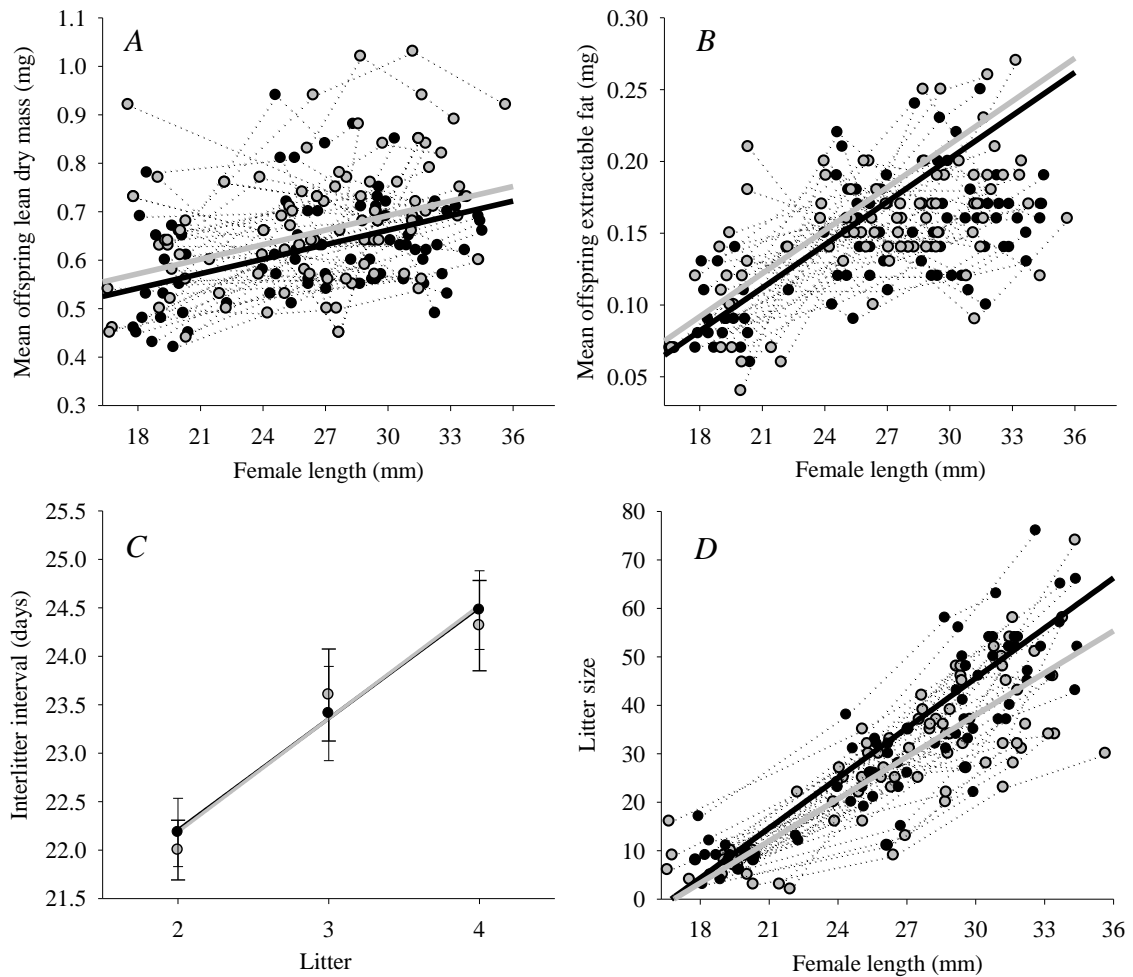 A
Mean offspring lean dry mass (mg)
1.1
1.0
0.9
0.8
0.7
0.6
0.5
0.4
0.3
18 21 24 27 30 33 36
Female length (mm)
B
Mean offspring extractable fat (mg)
0.30
0.25
0.20
0.15
0.10
0.05
18 21 24 27 30 33 36
Female length (mm)
C
Interlitter interval (days)
25.5
25.0
24.5
24.0
23.5
23.0
22.5
22.0
21.5
2 3 4
Litter
D
Litter size
80
70
60
50
40
30
20
10
0
18 21 24 27 30 33 36
Female length (mm)